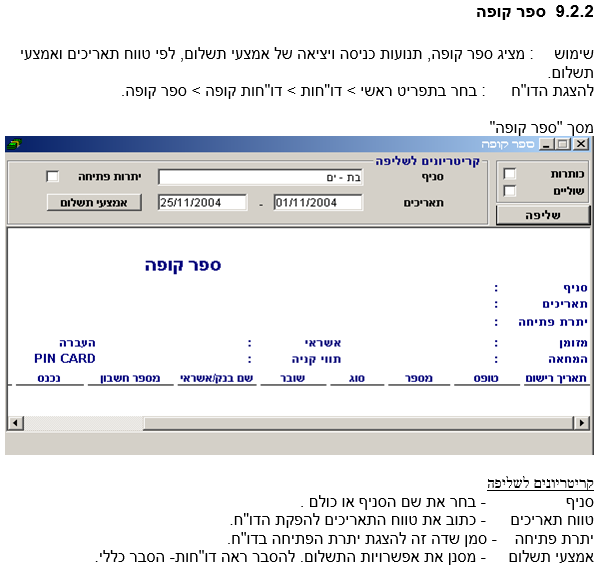 9.2.2 ספר קופה
שימוש : מציג ספר קופה, תנועות כניסה ויציאה של אמצעי תשלום, לפי טווח תאריכים ואמצעי
תשלום.
להצגת הדו"ח : בחר בתפריט ראשי > דו"חות > דו"חות קופה > ספר קופה.
מסך "ספר קופה"
ספר קופה
קריטריונים לשליפה
כותרות
סניף בת - ים יתרות פתיחה
שוליים
תאריכים 01/11/2004 - 25/11/2004 אמצעי תשלום
שליפה
ספר קופה
סניף :
תאריכים :
יתרת פתיחה :
מזומן : אשראי : העברה
המחאה : תווי קניה : PIN CARD
תאריך רישום טופס מספר סוג שובר שם בנק/אשראי מספר חשבון נכנס
קריטריונים לשליפה
סניף - בחר את שם הסניף או כולם .
טווח תאריכים - כתוב את טווח התאריכים להפקת הדו"ח.
יתרת פתיחה - סמן שדה זה להצגת יתרת הפתיחה בדו"ח.
אמצעי תשלום - מסנן את אפשרויות התשלום. להסבר ראה דו"חות- הסבר כללי.